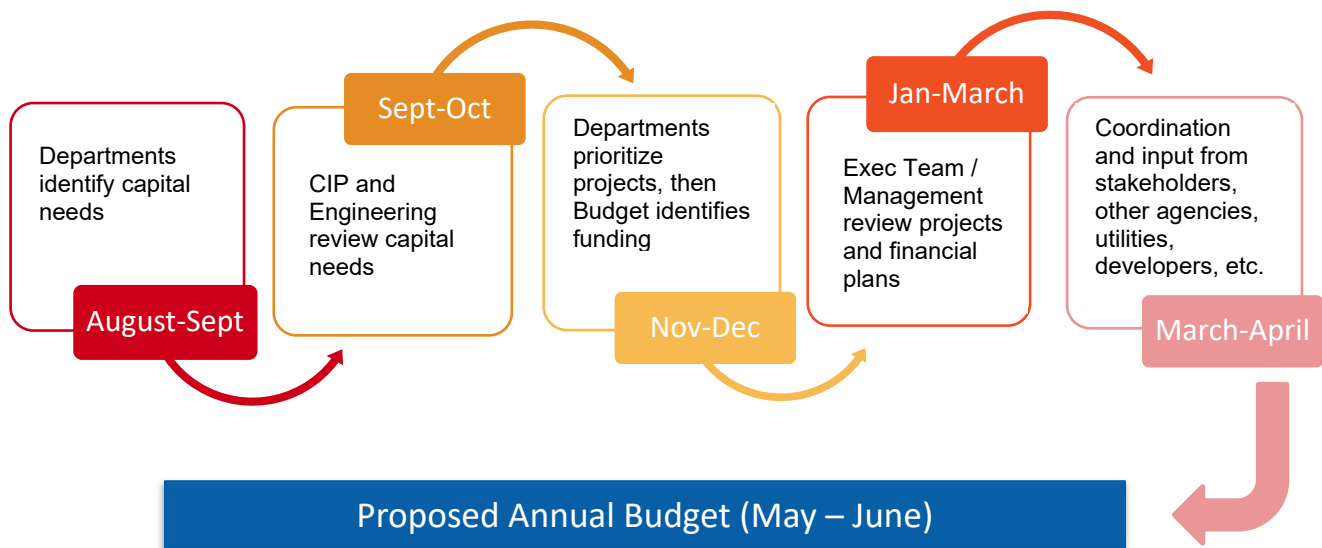 Departments
identify capital
needs
August-Sept
Sept-Oct
CIP and
Engineering
review capital
needs
Departments
prioritize
projects, then
Budget identifies
funding
Nov-Dec
Jan-March
Exec Team /
Management
review projects
and financial
plans
Coordination
and input from
stakeholders,
other agencies,
utilities,
developers, etc.
March-April
Proposed Annual Budget (May – June)